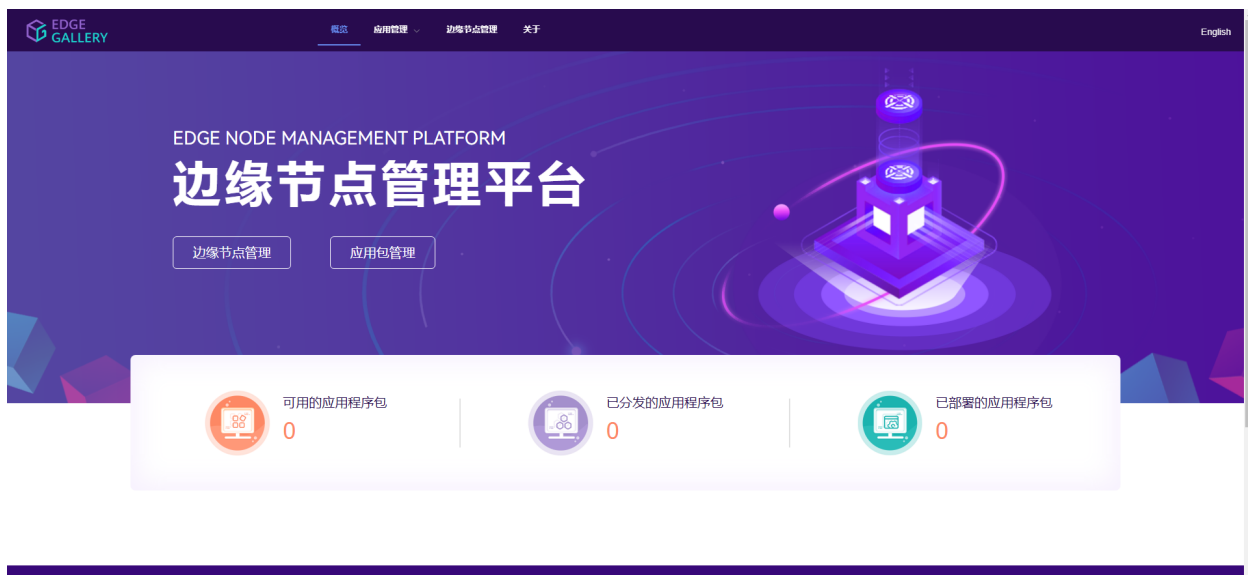 EDGE
GALLERY
概览
应用管理
边缘节点管理
关于
English
EDGE NODE MANAGEMENT PLATFORM
边缘节点管理平台
边缘节点管理
应用包管理
可用的应用程序包
0
已分发的应用程序包
0
已部署的应用程序包
0